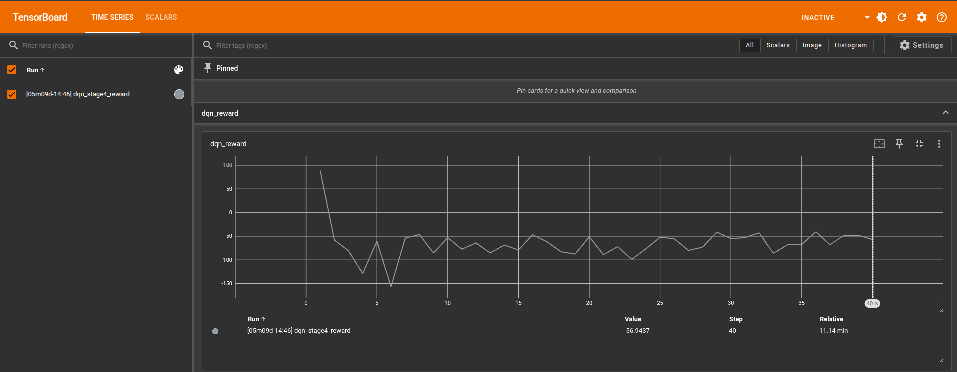 TensorBoard TIME SERIES SCALARS INACTIVE
Filter runs (regex) Filter tags (regex) All Scalars Image Histogram Settings
Run ↑ Pinned
[05m09d-14:46] dqn_stage4_reward Pin cards for a quick view and comparison
dqn_reward
dqn_reward
100
50
0
-50
-100
-150
0 5 10 15 20 25 30 35 40 ×
Run ↑ Value Step Relative
[05m09d-14:46] dqn_stage4_reward -56.9437 40 11.14 min